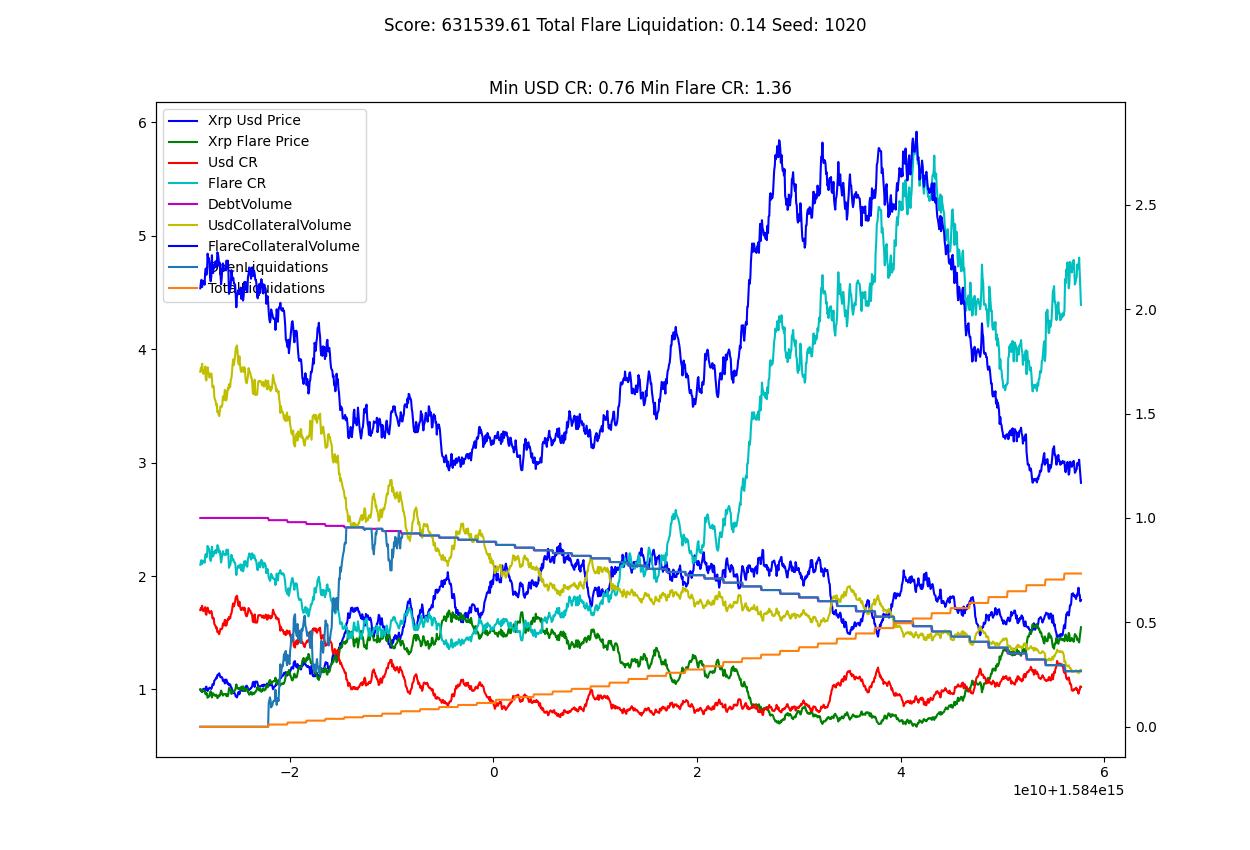 Score: 631539.61 Total Flare Liquidation: 0.14 Seed: 1020
Min USD CR: 0.76 Min Flare CR: 1.36
Xrp Usd Price
Xrp Flare Price
Usd CR
Flare CR
DebtVolume
UsdCollateralVolume
FlareCollateralVolume
OpenLiquidations
TotalLiquidations
6
5
4
3
2
1
2.5
2.0
1.5
1.0
0.5
0.0
−2
0
2
4
6
1e10+1.584e15